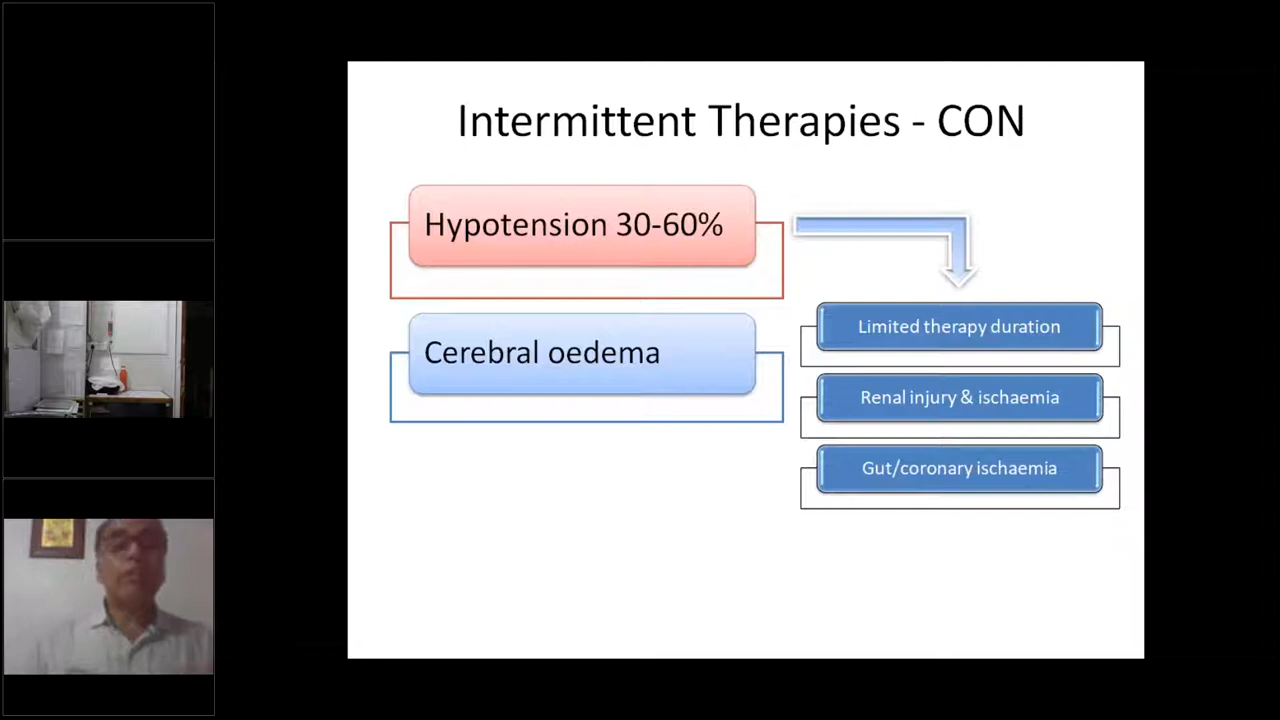 Intermittent Therapies - CON
Hypotension 30-60%
Cerebral oedema
Limited therapy duration
Renal injury & ischaemia
Gut/coronary ischaemia